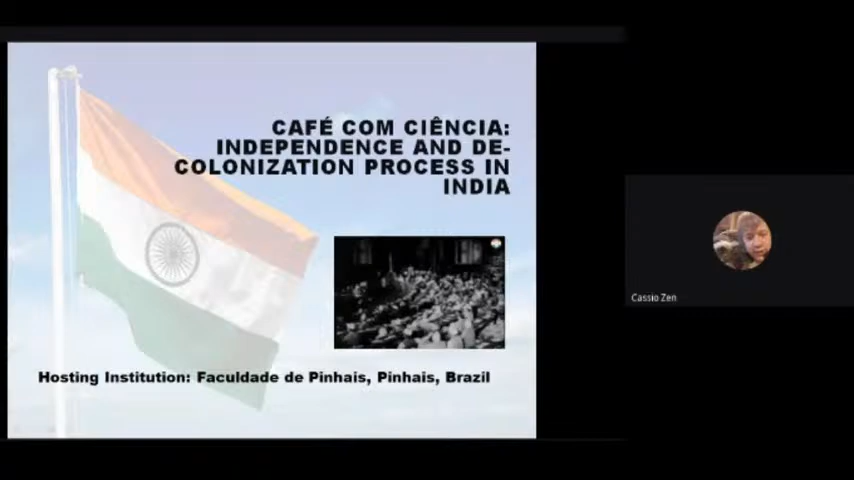 CAFÉ COM CIÊNCIA:
INDEPENDENCE AND DE-
COLONIZATION PROCESS IN
INDIA
Hosting Institution: Faculdade de Pinhais, Pinhais, Brazil
Cassio Zen